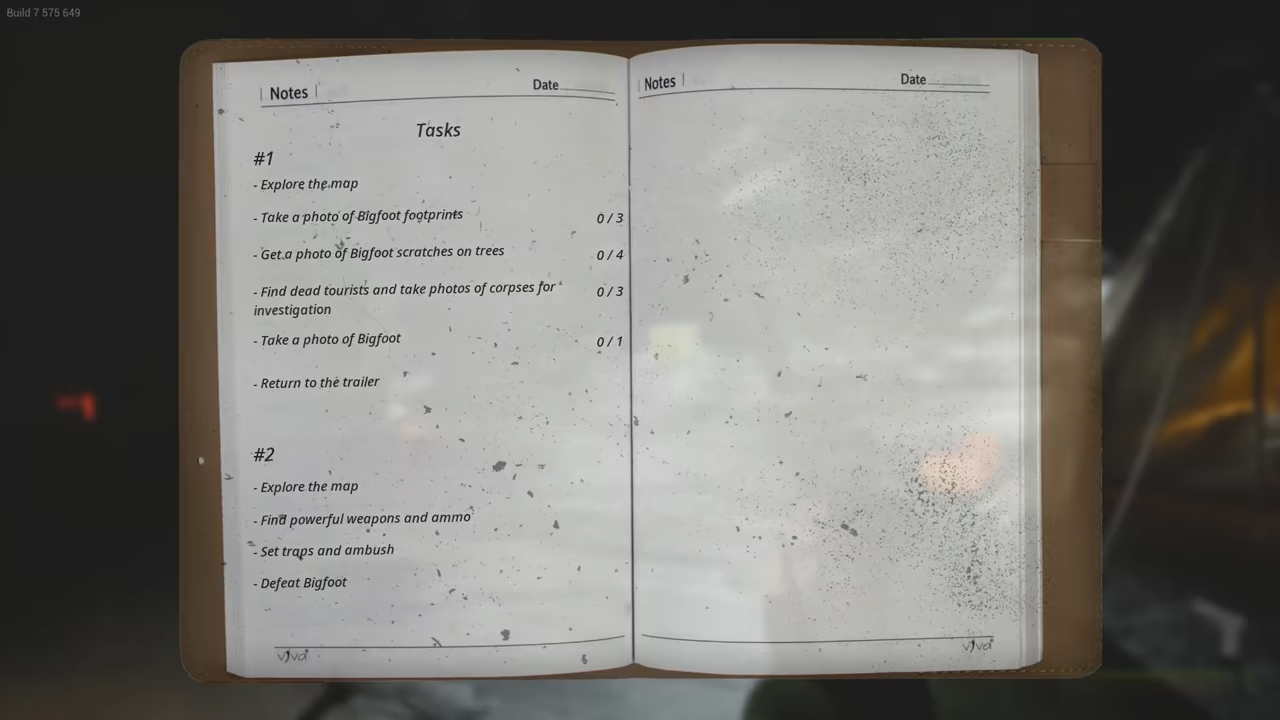 Build 7 575 649
Notes
Date
Notes
Date
Tasks
#1
- Explore the map
- Take a photo of Bigfoot footprints 0 / 3
- Get a photo of Bigfoot scratches on trees 0 / 4
- Find dead tourists and take photos of corpses for 0 / 3
investigation
- Take a photo of Bigfoot 0 / 1
- Return to the trailer
#2
- Explore the map
- Find powerful weapons and ammo
- Set traps and ambush
- Defeat Bigfoot
viva
viva